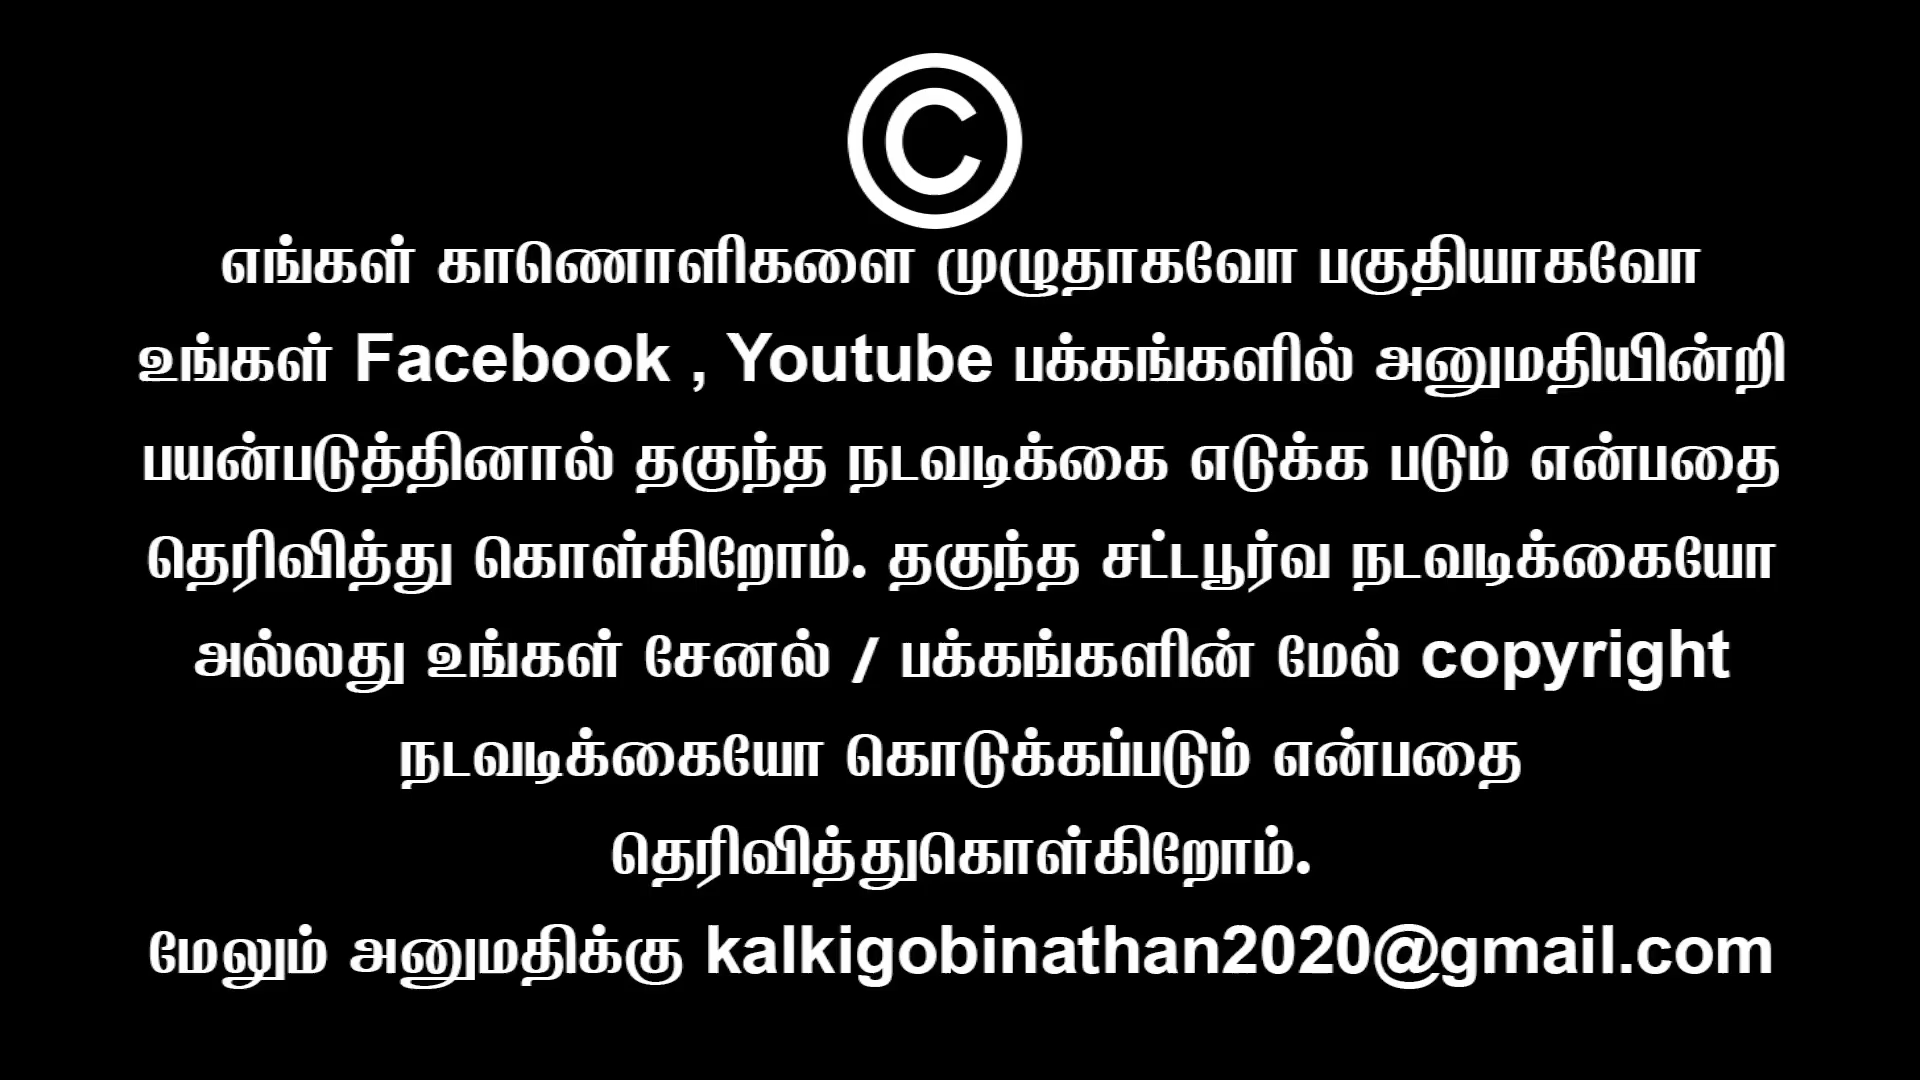 ©
எங்கள் காணொளிகளை முழுதாகவோ பகுதியாகவோ
உங்கள் Facebook , Youtube பக்கங்களில் அனுமதியின்றி
பயன்படுத்தினால் தகுந்த நடவடிக்கை எடுக்க படும் என்பதை
தெரிவித்து கொள்கிறோம். தகுந்த சட்டபூர்வ நடவடிக்கையோ
அல்லது உங்கள் சேனல் / பக்கங்களின் மேல் copyright
நடவடிக்கையோ கொடுக்கப்படும் என்பதை
தெரிவித்துகொள்கிறோம்.
மேலும் அனுமதிக்கு kalkigobinathan2020@gmail.com